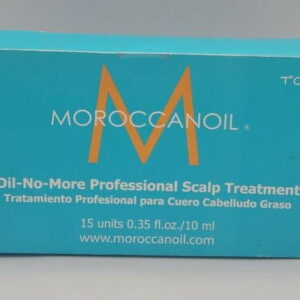 M
MOROCCANOIL®
Oil-No-More Professional Scalp Treatment
Tratamiento Profesional para Cuero Cabelludo Graso
15 units 0.35 fl.oz./10 ml
www.moroccanoil.com